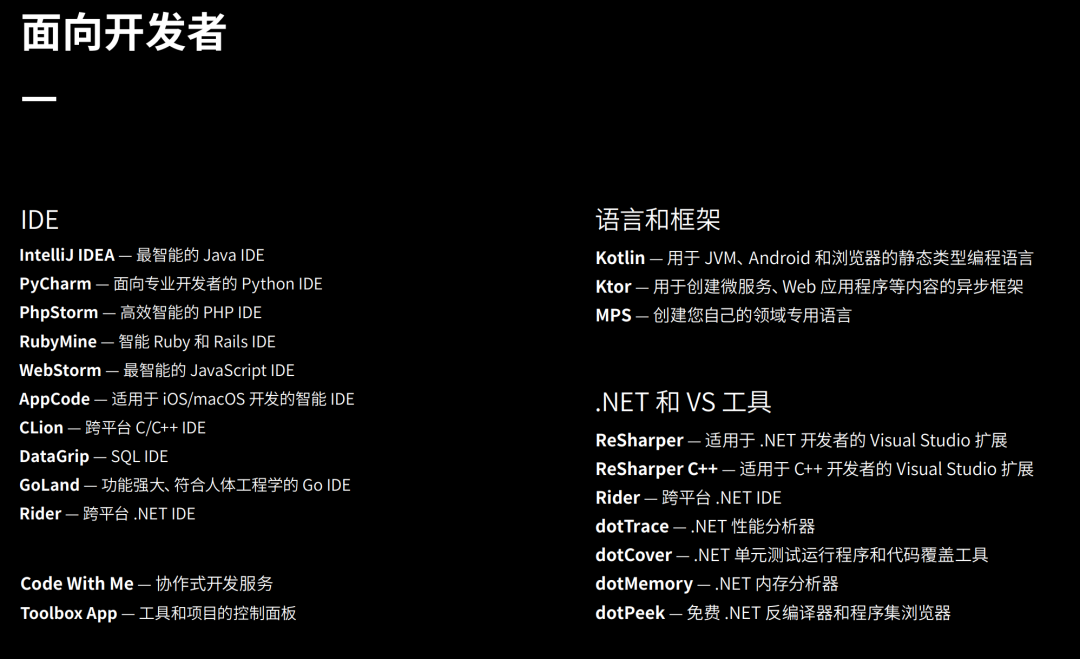 面向开发者
IDE
IntelliJ IDEA — 最智能的 Java IDE
PyCharm — 面向专业开发者的 Python IDE
PhpStorm — 高效智能的 PHP IDE
RubyMine — 智能 Ruby 和 Rails IDE
WebStorm — 最智能的 JavaScript IDE
AppCode — 适用于 iOS/macOS 开发的智能 IDE
CLion — 跨平台 C/C++ IDE
DataGrip — SQL IDE
GoLand — 功能强大、符合人体工程学的 Go IDE
Rider — 跨平台 .NET IDE
Code With Me — 协作式开发服务
Toolbox App — 工具和项目的控制面板
语言和框架
Kotlin — 用于 JVM、Android 和浏览器的静态类型编程语言
Ktor — 用于创建微服务、Web 应用程序等内容的异步框架
MPS — 创建您自己的领域专用语言
.NET 和 VS 工具
ReSharper — 适用于 .NET 开发者的 Visual Studio 扩展
ReSharper C++ — 适用于 C++ 开发者的 Visual Studio 扩展
Rider — 跨平台 .NET IDE
dotTrace — .NET 性能分析器
dotCover — .NET 单元测试运行程序和代码覆盖工具
dotMemory — .NET 内存分析器
dotPeek — 免费 .NET 反编译器和程序集浏览器